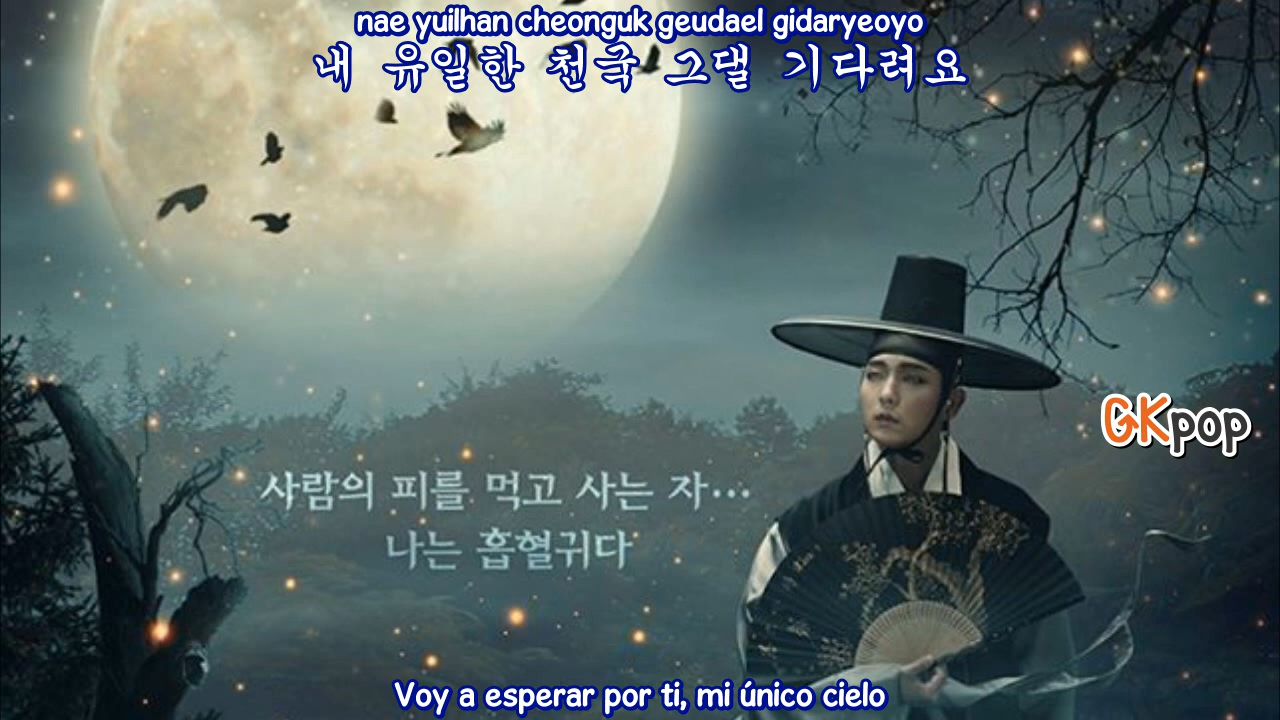 nae yuilhan cheonguk geudael gidaryeoyo
내 유일한 천국 그댈 기다려요
GKpop
사람의 피를 먹고 사는 자...
나는 흡혈귀다
Voy a esperar por ti, mi único cielo